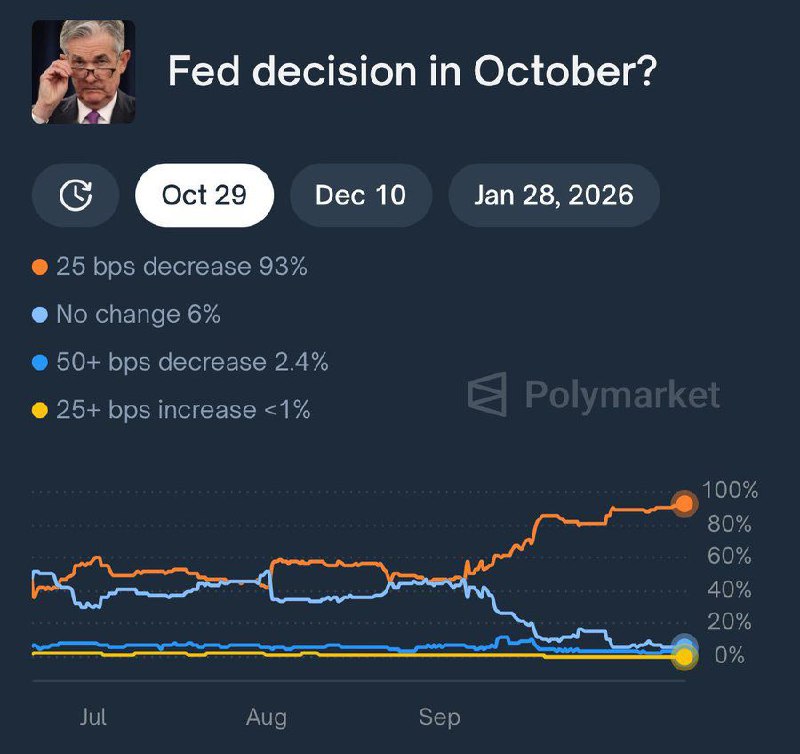 Fed decision in October?
Oct 29
Dec 10
Jan 28, 2026
25 bps decrease 93%
No change 6%
50+ bps decrease 2.4%
25+ bps increase <1%
Polymarket
100%
80%
60%
40%
20%
0%
Jul
Aug
Sep